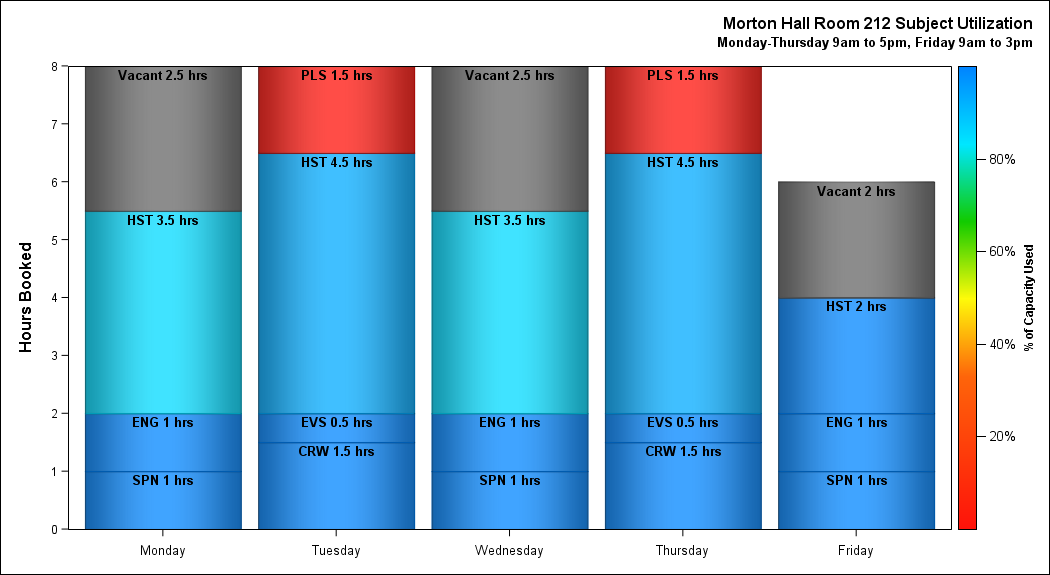 Morton Hall Room 212 Subject Utilization
Monday-Thursday 9am to 5pm, Friday 9am to 3pm
Hours Booked
8
7
6
5
4
3
2
1
0
Vacant 2.5 hrs
HST 3.5 hrs
ENG 1 hrs
SPN 1 hrs
PLS 1.5 hrs
HST 4.5 hrs
EVS 0.5 hrs
CRW 1.5 hrs
Vacant 2.5 hrs
HST 3.5 hrs
ENG 1 hrs
SPN 1 hrs
PLS 1.5 hrs
HST 4.5 hrs
EVS 0.5 hrs
CRW 1.5 hrs
Vacant 2 hrs
HST 2 hrs
ENG 1 hrs
SPN 1 hrs
Monday
Tuesday
Wednesday
Thursday
Friday
80%
60%
40%
20%
% of Capacity Used